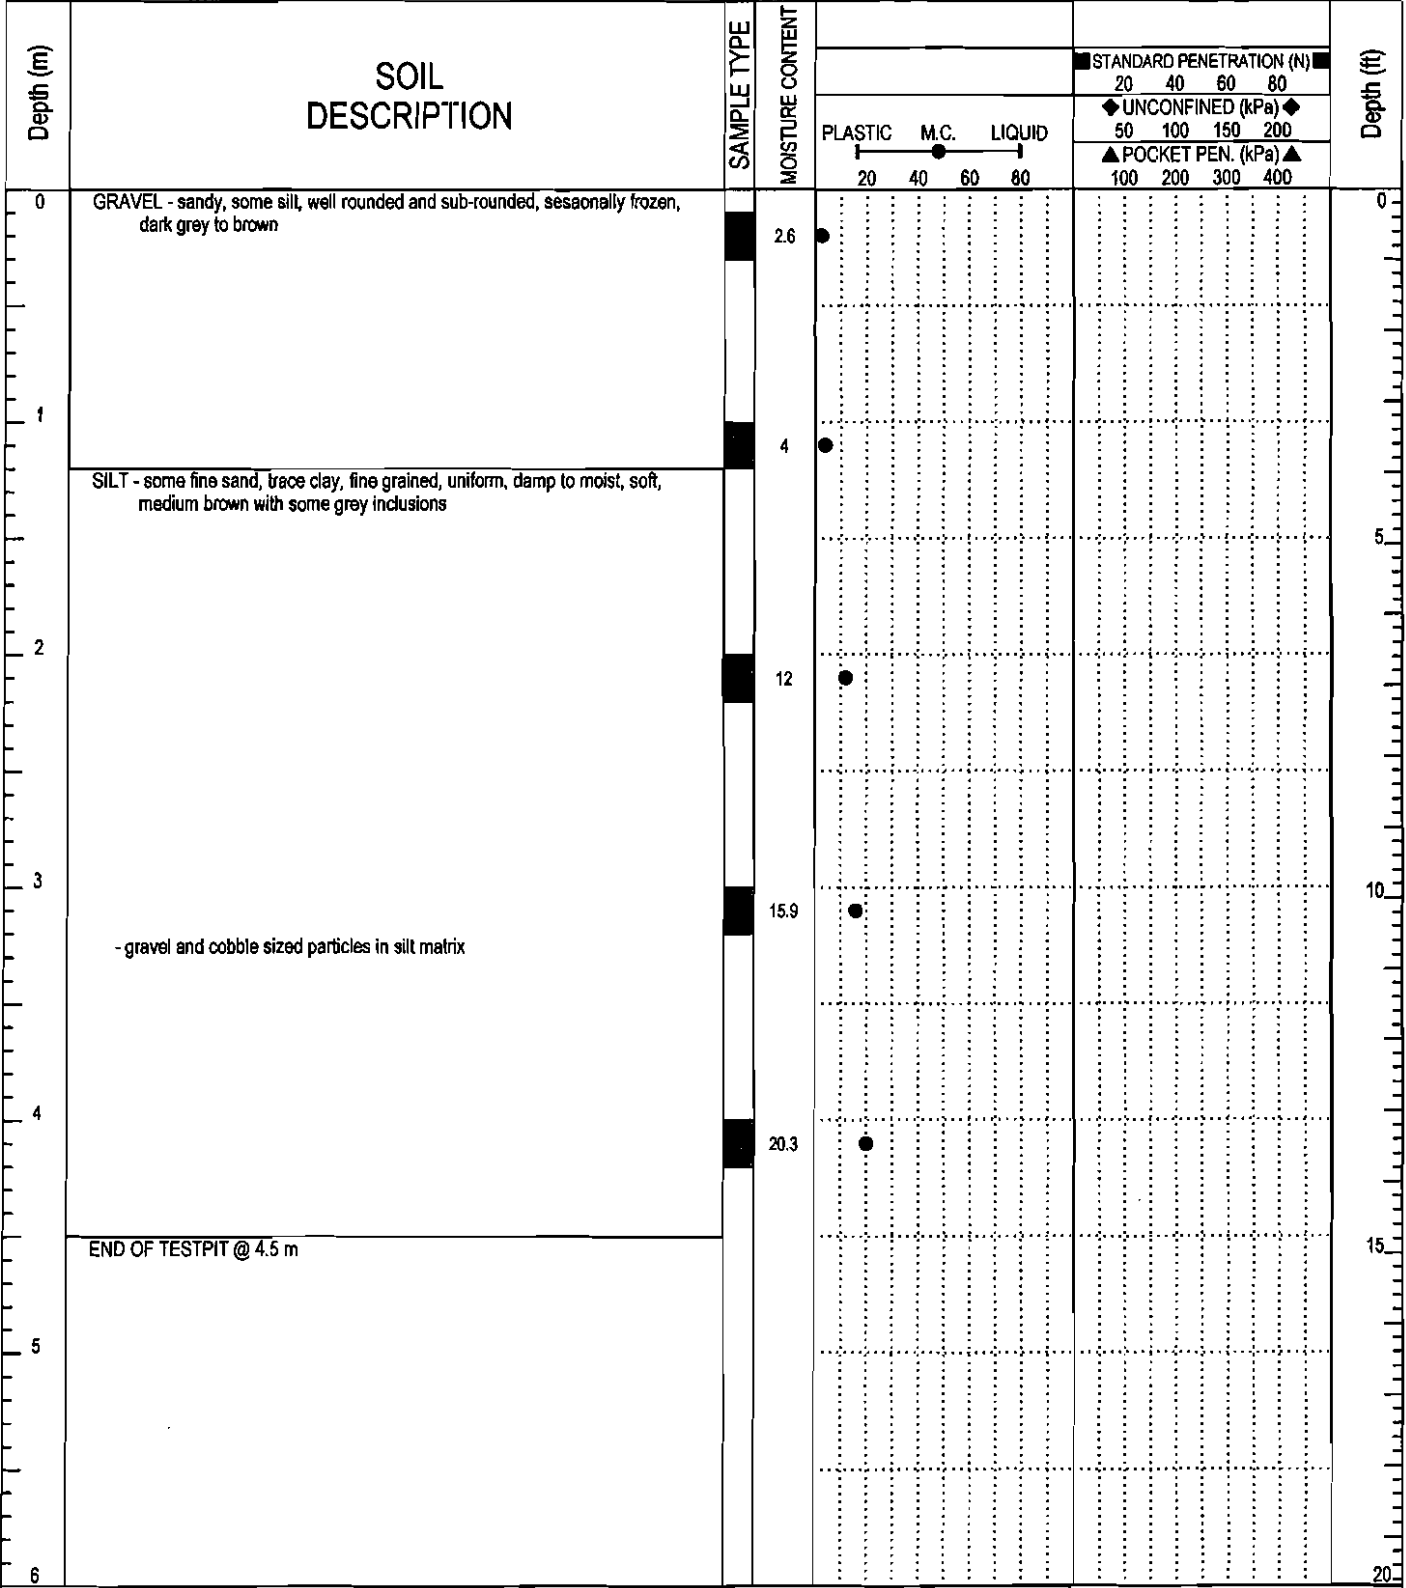 Depth (m)
SOIL
DESCRIPTION
SAMPLE TYPE
MOISTURE CONTENT
PLASTIC M.C. LIQUID
20 40 60 80
STANDARD PENETRATION (N)
20 40 60 80
UNCONFINED (kPa)
50 100 150 200
POCKET PEN. (kPa)
100 200 300 400
Depth (ft)
0
GRAVEL - sandy, some silt, well rounded and sub-rounded, sesaonally frozen,
dark grey to brown
2.6
0
1
4
SILT - some fine sand, trace clay, fine grained, uniform, damp to moist, soft,
medium brown with some grey inclusions
5
2
12
3
15.9
10
- gravel and cobble sized particles in silt matrix
4
20.3
END OF TESTPIT @ 4.5 m
15
5
6
20